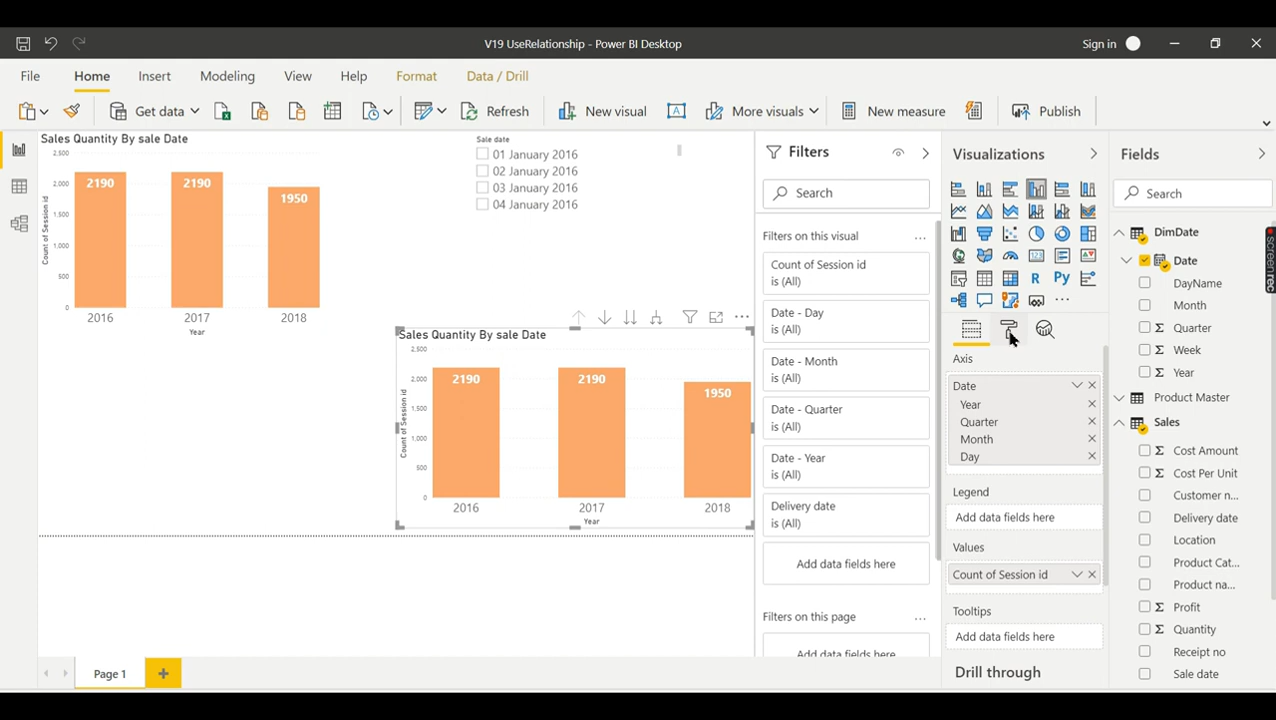 V19 UseRelationship - Power BI Desktop
Sign in
File Home Insert Modeling View Help Format Data / Drill
Get data Refresh New visual More visuals New measure Publish
Sales Quantity By sale Date
2,500
2,000
1,500
1,000
500
0
Count of Session id
2190 2190 1950
2016 2017 2018
Year
Sale date
01 January 2016
02 January 2016
03 January 2016
04 January 2016
Sales Quantity By sale Date
2,500
2,000
1,500
1,000
500
0
Count of Session id
2190 2190 1950
2016 2017 2018
Year
Page 1
Filters
Search
Filters on this visual
Count of Session id
is (All)
Date - Day
is (All)
Date - Month
is (All)
Date - Quarter
is (All)
Date - Year
is (All)
Delivery date
is (All)
Add data fields here
Filters on this page
Add data fields here
Visualizations
R Py
Axis
Date
Year
Quarter
Month
Day
Legend
Add data fields here
Values
Count of Session id
Tooltips
Add data fields here
Drill through
Fields
Search
DimDate
Date
DayName
Month
Quarter
Week
Year
Product Master
Sales
Cost Amount
Cost Per Unit
Customer n...
Delivery date
Location
Product Cat...
Product na...
Profit
Quantity
Receipt no
Sale date
screenrec